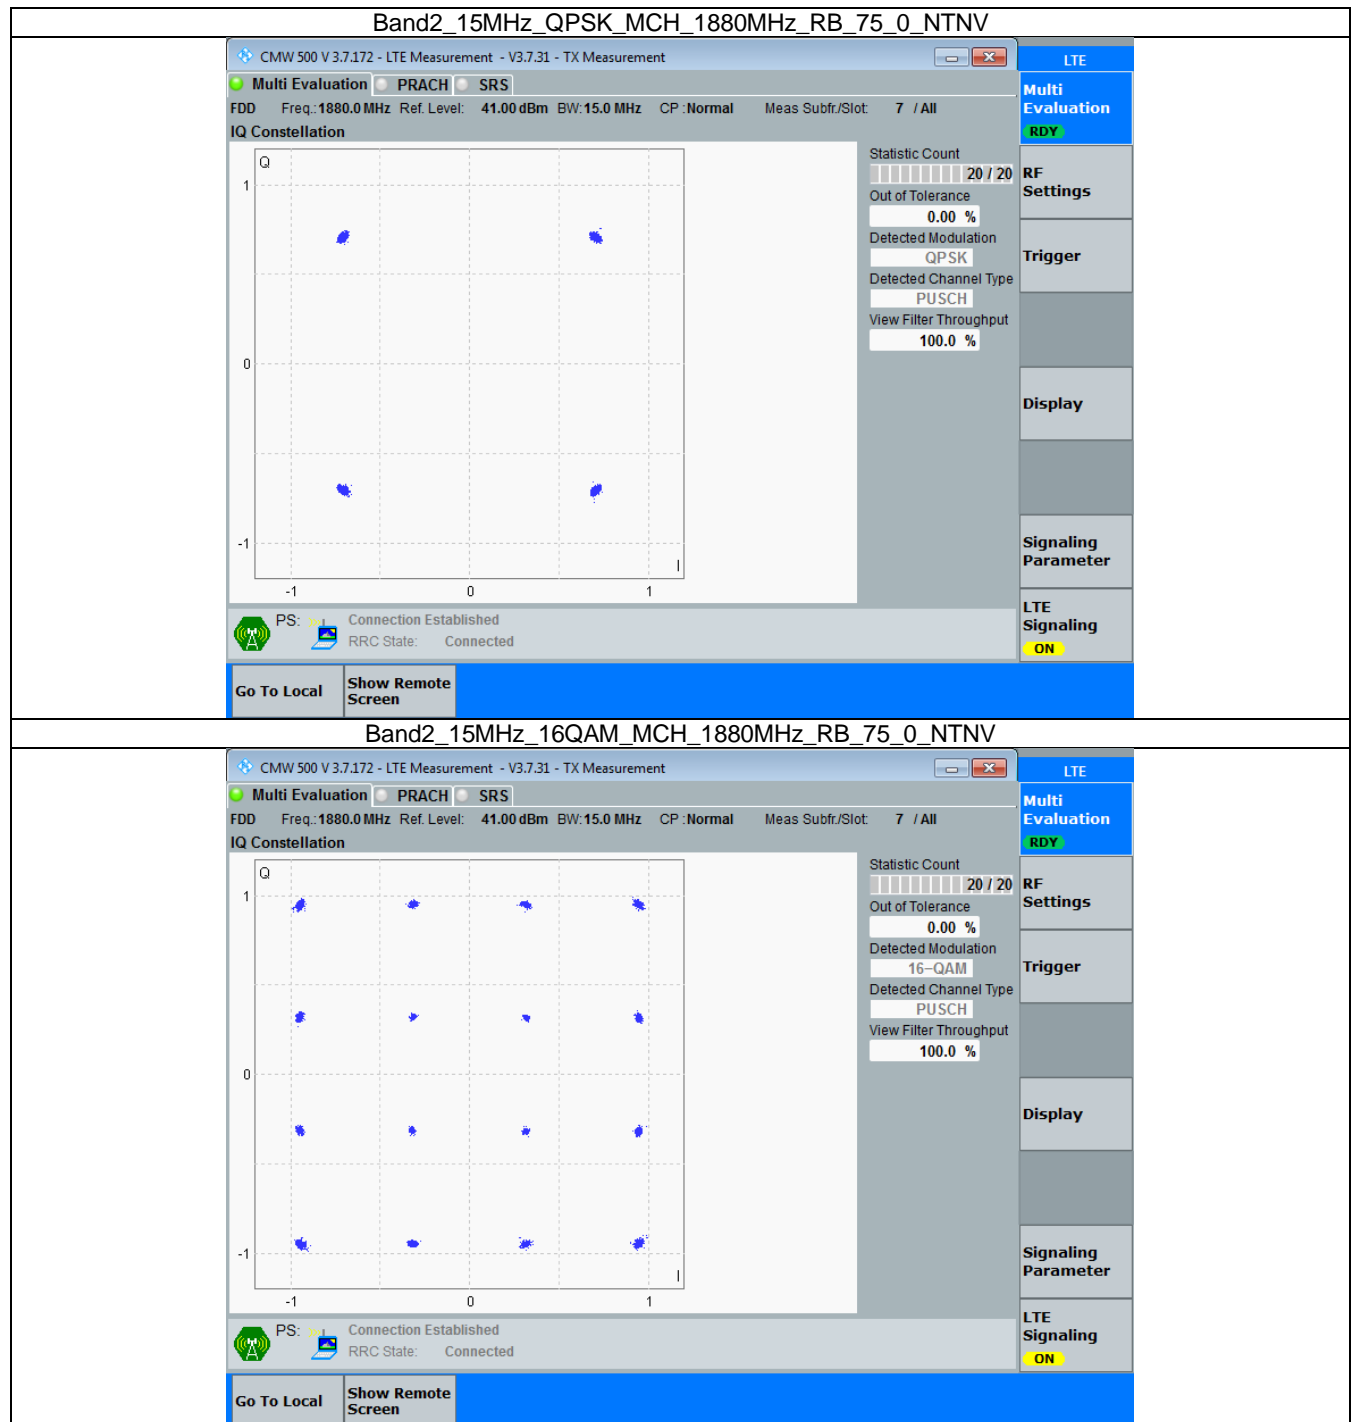 Band2_15MHz_QPSK_MCH_1880MHz_RB_75_0_NTNV
CMW 500 V 3.7.172 - LTE Measurement - V3.7.31 - TX Measurement
LTE
Multi Evaluation PRACH SRS
Multi
Evaluation
RDY
FDD Freq.: 1880.0 MHz Ref. Level: 41.00 dBm BW: 15.0 MHz CP : Normal Meas Subfr./Slot: 7 / All
IQ Constellation
Q
1
0
-1
I
-1 0 1
Statistic Count
20 / 20
Out of Tolerance
0.00 %
Detected Modulation
QPSK
Detected Channel Type
PUSCH
View Filter Throughput
100.0 %
RF
Settings
Trigger
Display
Signaling
Parameter
LTE
Signaling
ON
PS: Connection Established
RRC State: Connected
Go To Local
Show Remote
Screen
Band2_15MHz_16QAM_MCH_1880MHz_RB_75_0_NTNV
CMW 500 V 3.7.172 - LTE Measurement - V3.7.31 - TX Measurement
LTE
Multi Evaluation PRACH SRS
Multi
Evaluation
RDY
FDD Freq.: 1880.0 MHz Ref. Level: 41.00 dBm BW: 15.0 MHz CP : Normal Meas Subfr./Slot: 7 / All
IQ Constellation
Q
1
0
-1
I
-1 0 1
Statistic Count
20 / 20
Out of Tolerance
0.00 %
Detected Modulation
16-QAM
Detected Channel Type
PUSCH
View Filter Throughput
100.0 %
RF
Settings
Trigger
Display
Signaling
Parameter
LTE
Signaling
ON
PS: Connection Established
RRC State: Connected
Go To Local
Show Remote
Screen